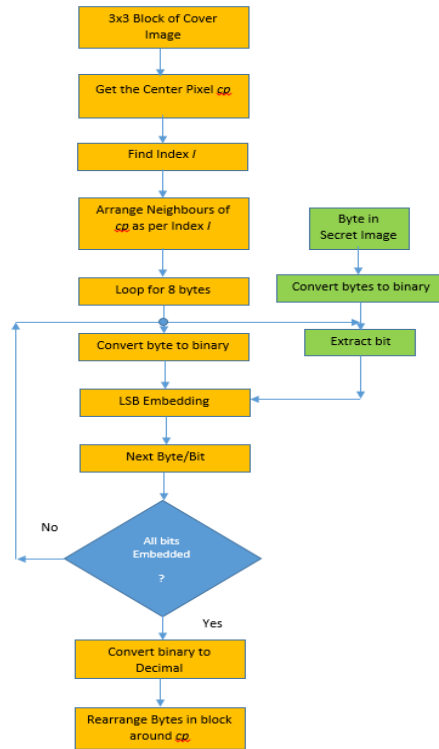 3x3 Block of Cover
Image
Get the Center Pixel cp
Find Index I
Arrange Neighbours of
cp as per Index I
Byte in
Secret Image
Loop for 8 bytes
Convert bytes to binary
Convert byte to binary
Extract bit
LSB Embedding
Next Byte/Bit
No
All bits
Embedded
?
Yes
Convert binary to
Decimal
Rearrange Bytes in block
around cp